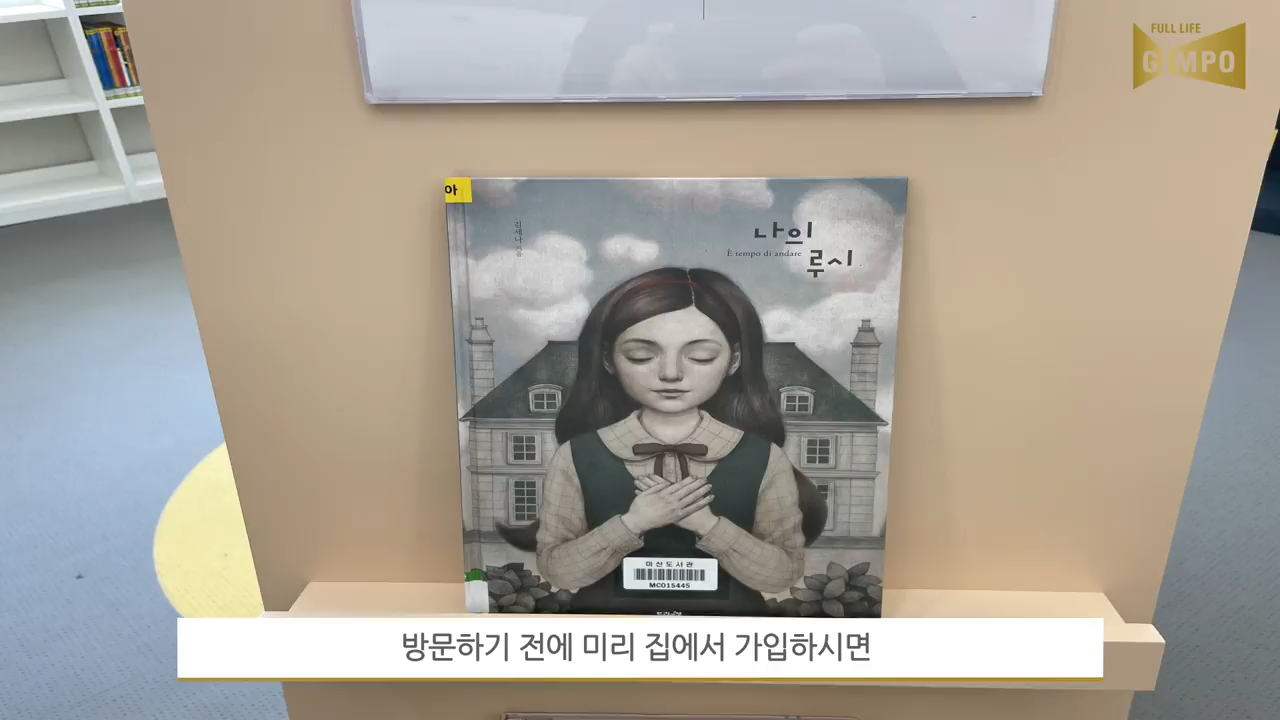 FULL LIFE
GIMPO
아
나의
È tempo di andare
루시
마산도서관
MC015445
방문하기 전에 미리 집에서 가입하시면